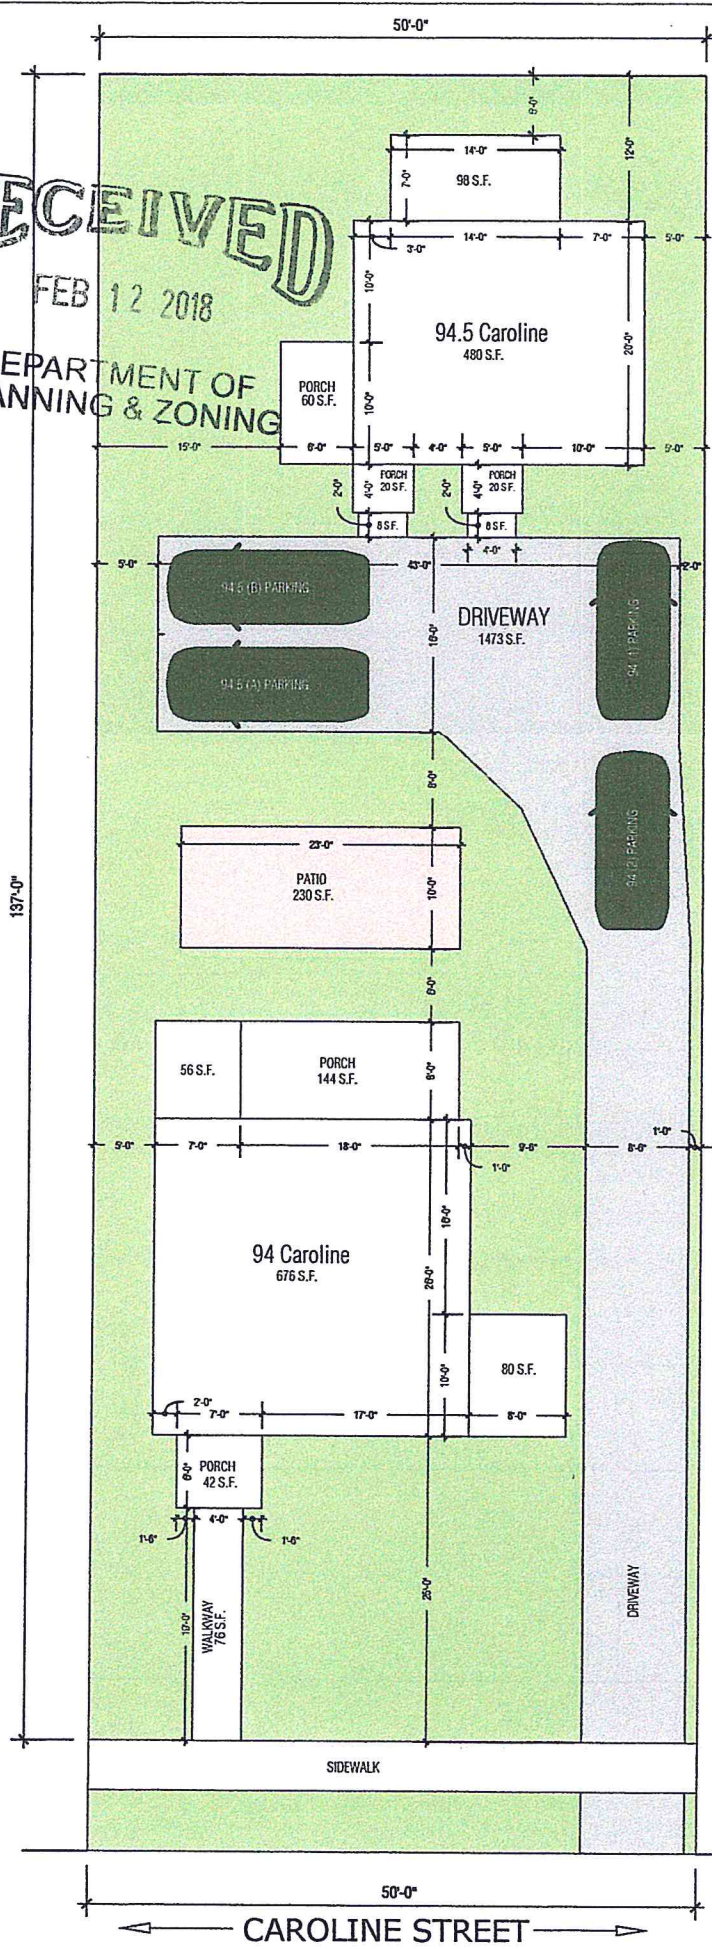 50'-0"
6'-0"
12'-0"
14'-0"
7'-0"
98 S.F.
ECEIVED
FEB 12 2018
EPARTMENT OF
ANNING & ZONING
3'-0"
14'-0"
7'-0"
5'-0"
10'-0"
94.5 Caroline
480 S.F.
20'-0"
PORCH
60 S.F.
10'-0"
15'-0"
6'-0"
5'-0"
4'-0"
5'-0"
10'-0"
5'-0"
PORCH
20 S.F.
PORCH
20 S.F.
2'-0"
4'-0"
2'-0"
4'-0"
8 S.F.
8 S.F.
4'-0"
5'-0"
43'-0"
2'-0"
94.5 (B) PARKING
DRIVEWAY
1473 S.F.
94 (1) PARKING
16'-0"
94.5 (A) PARKING
8'-0"
94 (2) PARKING
23'-0"
PATIO
230 S.F.
10'-0"
137'-0"
6'-0"
56 S.F.
PORCH
144 S.F.
8'-0"
5'-0"
7'-0"
18'-0"
1'-0"
9'-6"
8'-6"
1'-0"
16'-0"
94 Caroline
676 S.F.
26'-0"
10'-0"
80 S.F.
2'-0"
7'-0"
17'-0"
8'-0"
6'-0"
PORCH
42 S.F.
1'-6"
4'-0"
1'-6"
19'-0"
WALKWAY
76 S.F.
25'-0"
DRIVEWAY
SIDEWALK
50'-0"
CAROLINE STREET